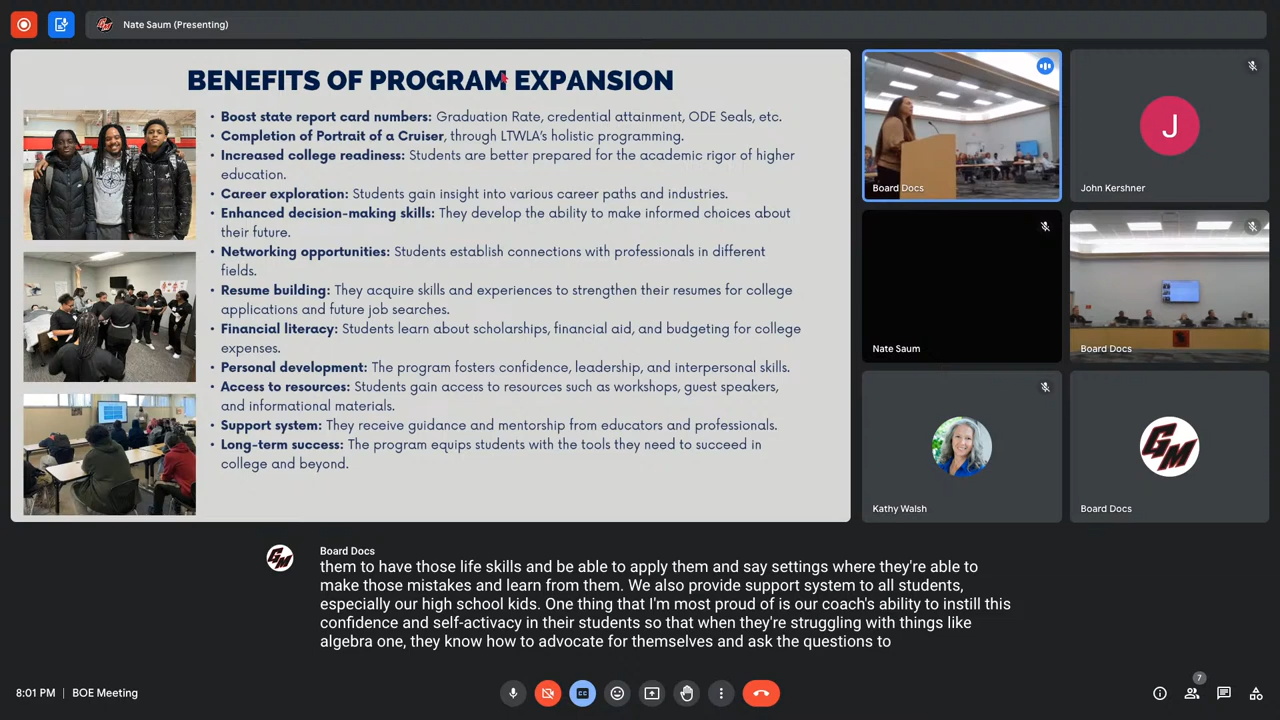 Nate Saum (Presenting)
BENEFITS OF PROGRAM EXPANSION
• Boost state report card numbers: Graduation Rate, credential attainment, ODE Seals, etc.
• Completion of Portrait of a Cruiser, through LTWLA's holistic programming.
• Increased college readiness: Students are better prepared for the academic rigor of higher
education.
• Career exploration: Students gain insight into various career paths and industries.
• Enhanced decision-making skills: They develop the ability to make informed choices about
their future.
• Networking opportunities: Students establish connections with professionals in different
fields.
• Resume building: They acquire skills and experiences to strengthen their resumes for college
applications and future job searches.
• Financial literacy: Students learn about scholarships, financial aid, and budgeting for college
expenses.
• Personal development: The program fosters confidence, leadership, and interpersonal skills.
• Access to resources: Students gain access to resources such as workshops, guest speakers,
and informational materials.
• Support system: They receive guidance and mentorship from educators and professionals.
• Long-term success: The program equips students with the tools they need to succeed in
college and beyond.
Board Docs
J
John Kershner
Nate Saum
Board Docs
Kathy Walsh
GM
Board Docs
GM
Board Docs
them to have those life skills and be able to apply them and say settings where they're able to
make those mistakes and learn from them. We also provide support system to all students,
especially our high school kids. One thing that I'm most proud of is our coach's ability to instill this
confidence and self-activacy in their students so that when they're struggling with things like
algebra one, they know how to advocate for themselves and ask the questions to
8:01 PM | BOE Meeting
CC
7